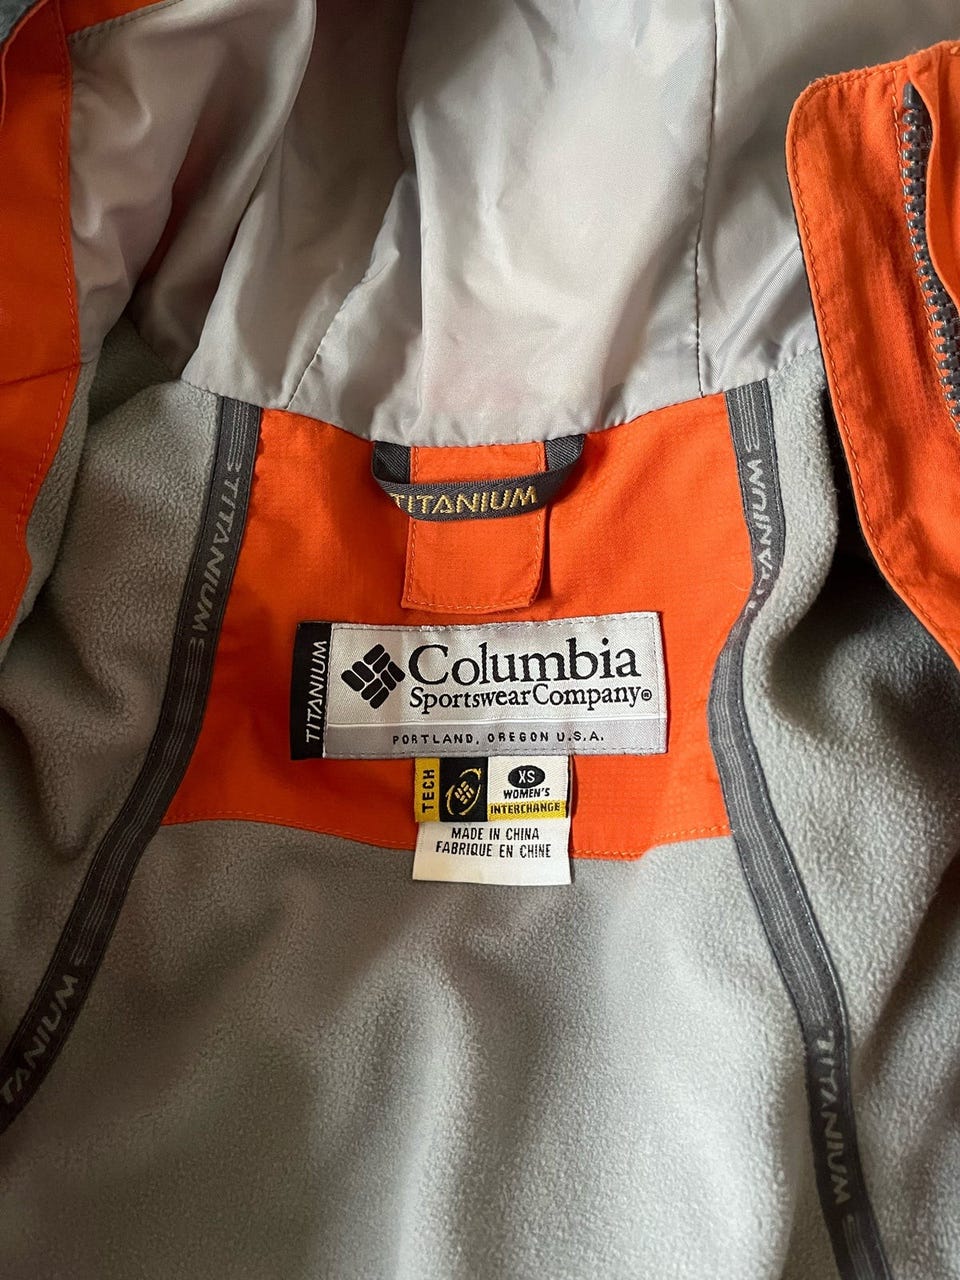 TITANIUM
TITANIUM
TITANIUM
TITANIUM
Columbia
Sportswear Company®
PORTLAND, OREGON U.S.A.
TECH
XS
WOMEN'S
INTERCHANGE
MADE IN CHINA
FABRIQUE EN CHINE
TITANIUM
TITANIUM